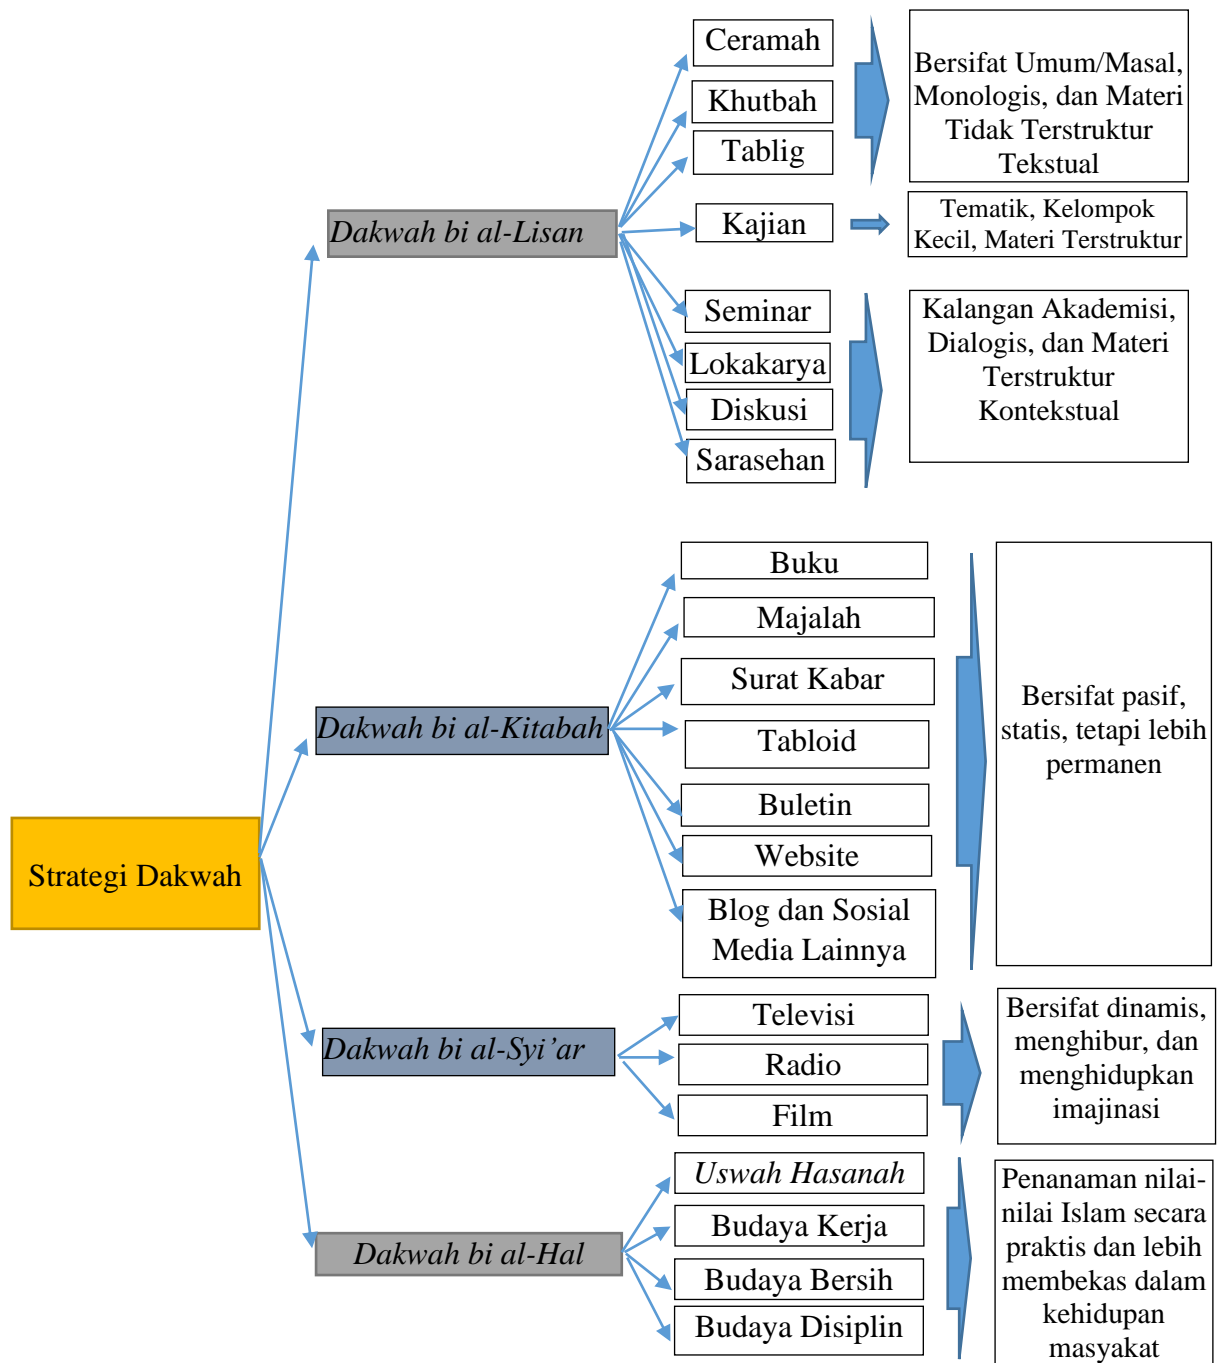 Strategi Dakwah
Dakwah bi al-Lisan
Ceramah
Khutbah
Tablig
Bersifat Umum/Masal,
Monologis, dan Materi
Tidak Terstruktur
Tekstual
Kajian
Tematik, Kelompok
Kecil, Materi Terstruktur
Seminar
Lokakarya
Diskusi
Sarasehan
Kalangan Akademisi,
Dialogis, dan Materi
Terstruktur
Kontekstual
Dakwah bi al-Kitabah
Buku
Majalah
Surat Kabar
Tabloid
Buletin
Website
Blog dan Sosial
Media Lainnya
Bersifat pasif,
statis, tetapi lebih
permanen
Dakwah bi al-Syi’ar
Televisi
Radio
Film
Bersifat dinamis,
menghibur, dan
menghidupkan
imajinasi
Dakwah bi al-Hal
Uswah Hasanah
Budaya Kerja
Budaya Bersih
Budaya Disiplin
Penanaman nilai-
nilai Islam secara
praktis dan lebih
membekas dalam
kehidupan
masyakat